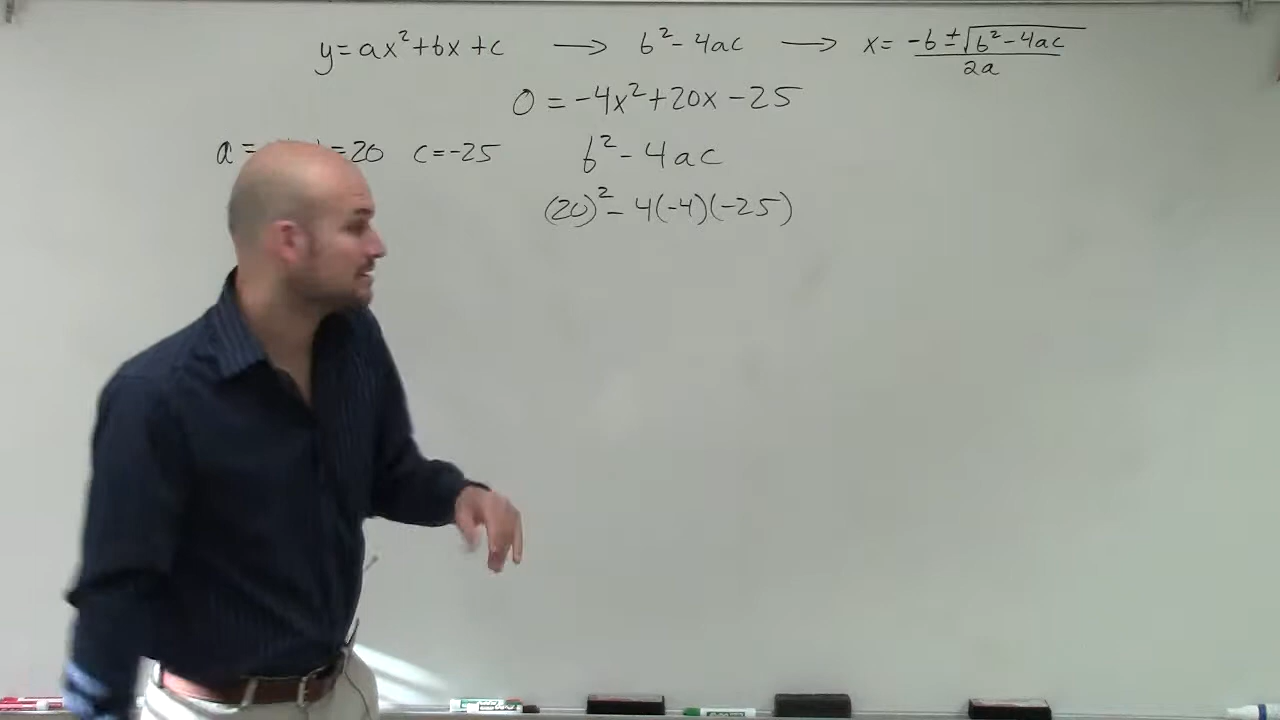 y=ax²+bx+c → b²-4ac → x= -b±√(b²-4ac) / 2a
0 = -4x²+20x-25
a= =20 c=-25 b²-4ac
(20)²-4(-4)(-25)